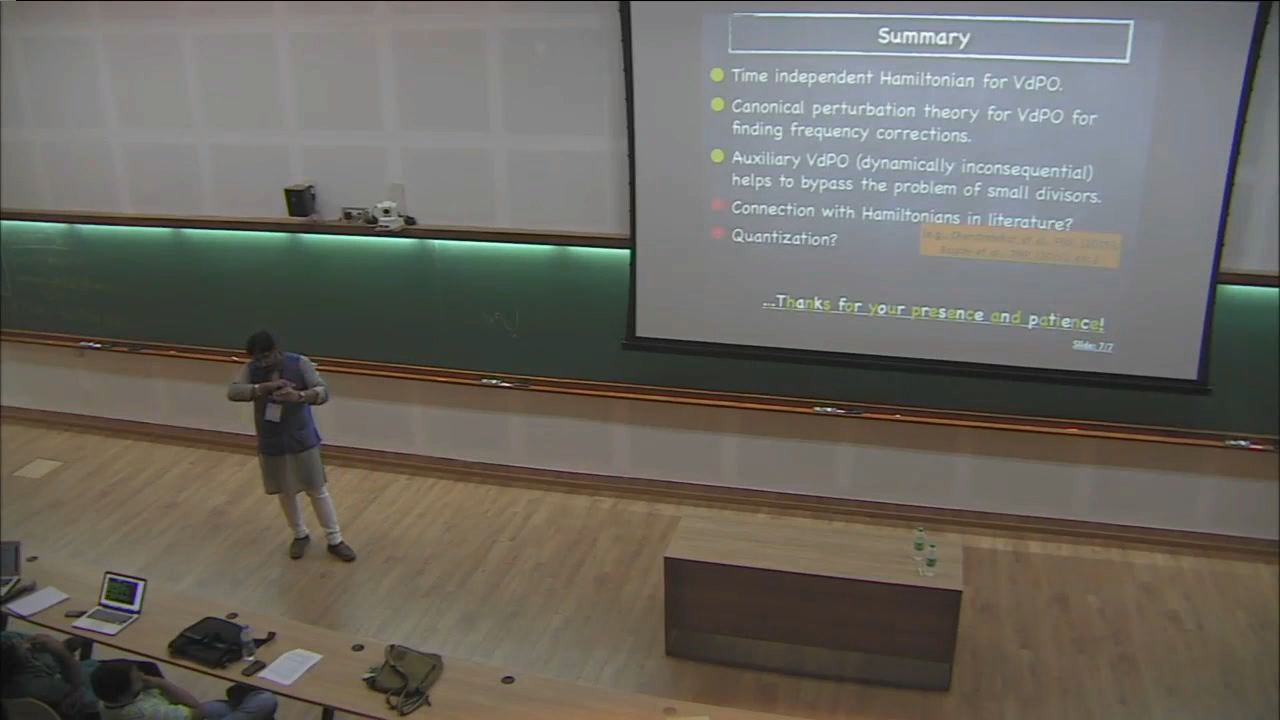 Summary
Time independent Hamiltonian for VdPO.
Canonical perturbation theory for VdPO for
finding frequency corrections.
Auxiliary VdPO (dynamically inconsequential)
helps to bypass the problem of small divisors.
Connection with Hamiltonians in literature?
Quantization?
...Thanks for your presence and patience!
Slide: 7/7